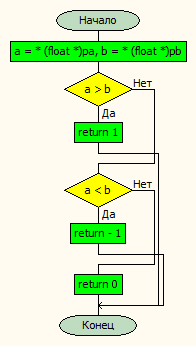 Начало
a = * (float *)pa, b = * (float *)pb
a > b
Нет
Да
return 1
a < b
Нет
Да
return - 1
return 0
Конец